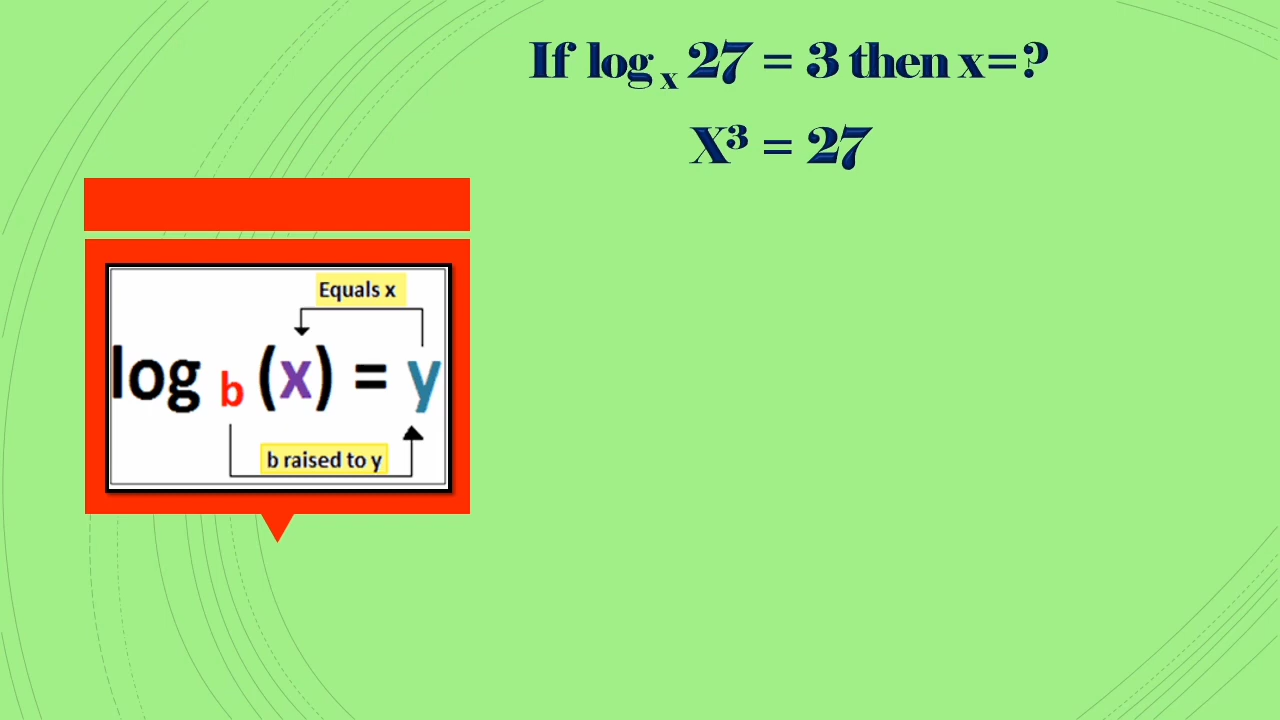 If log x 27 = 3 then x=?
X³ = 27
Equals x
log b (x) = y
b raised to y